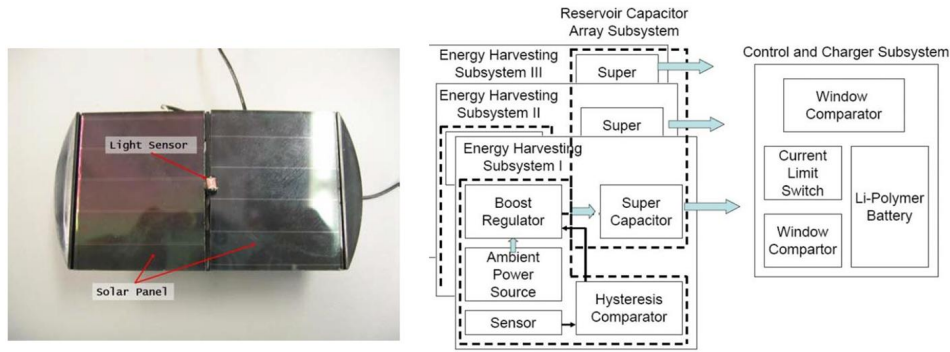 Light Sensor
Solar Panel
Reservoir Capacitor
Array Subsystem
Energy Harvesting
Subsystem III
Super
Energy Harvesting
Subsystem II
Super
Energy Harvesting
Subsystem I
Boost
Regulator
Super
Capacitor
Ambient
Power
Source
Hysteresis
Comparator
Sensor
Control and Charger Subsystem
Window
Comparator
Current
Limit
Switch
Li-Polymer
Battery
Window
Compartor